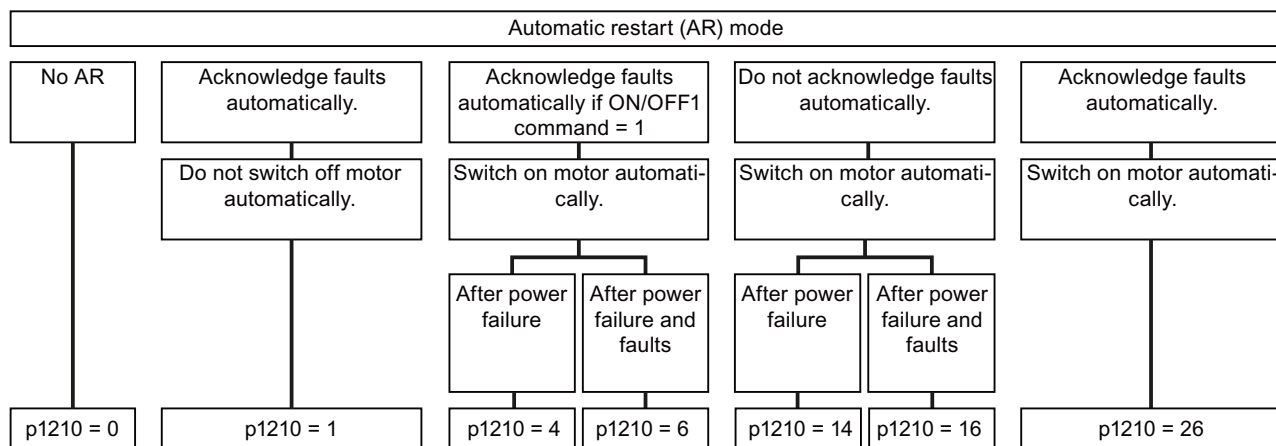 Automatic restart (AR) mode
No AR
Acknowledge faults
automatically.
Acknowledge faults
automatically if ON/OFF1
command = 1
Do not acknowledge faults
automatically.
Acknowledge faults
automatically.
Do not switch off motor
automatically.
Switch on motor automati-
cally.
Switch on motor automati-
cally.
Switch on motor automati-
cally.
After power
failure
After power
failure and
faults
After power
failure
After power
failure and
faults
p1210 = 0
p1210 = 1
p1210 = 4
p1210 = 6
p1210 = 14
p1210 = 16
p1210 = 26